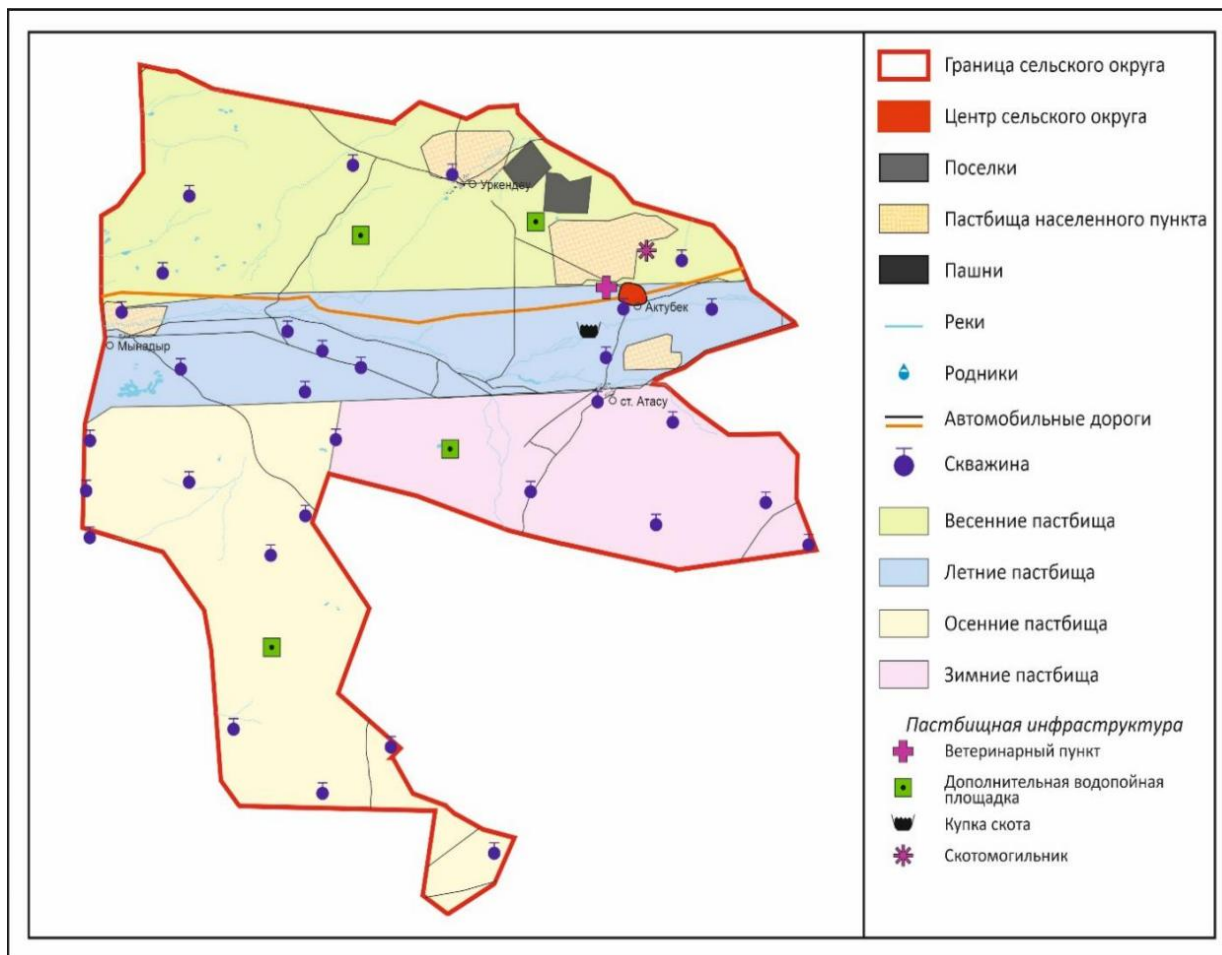 Уркендеу
Актубек
Мынадыр
ст. Атасу
Граница сельского округа
Центр сельского округа
Поселки
Пастбища населенного пункта
Пашни
Реки
Родники
Автомобильные дороги
Скважина
Весенние пастбища
Летние пастбища
Осенние пастбища
Зимние пастбища
Пастбищная инфраструктура
Ветеринарный пункт
Дополнительная водопойная
площадка
Купка скота
Скотомогильник